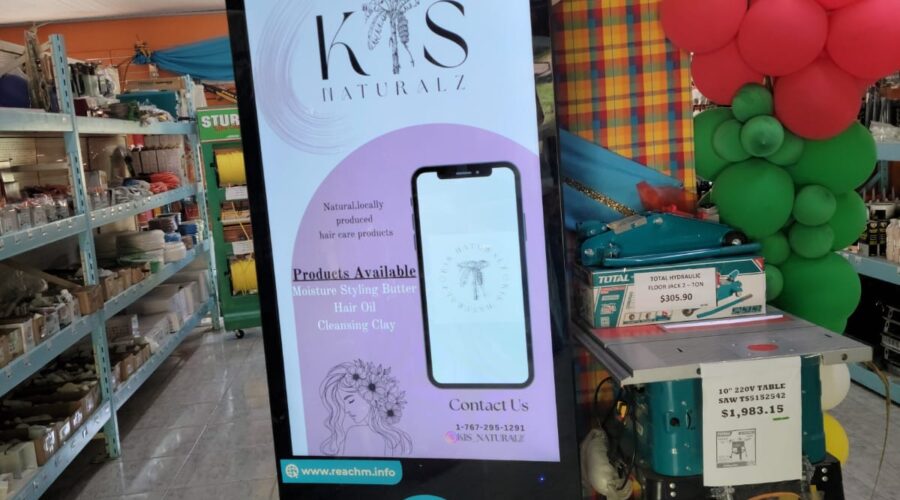 KIS
NATURALZ
Natural,locally
produced
hair care products
Products Available
Moisture Styling Butter
Hair Oil
Cleansing Clay
Contact Us
1-767-295-1291
KIS_NATURALZ
www.reachm.info
STUR
TOTAL
TOTAL HYDRAULIC
FLOOR JACK 2 - TON
$305.90
10" 220V TABLE
SAW TS5152542
$1,983.15